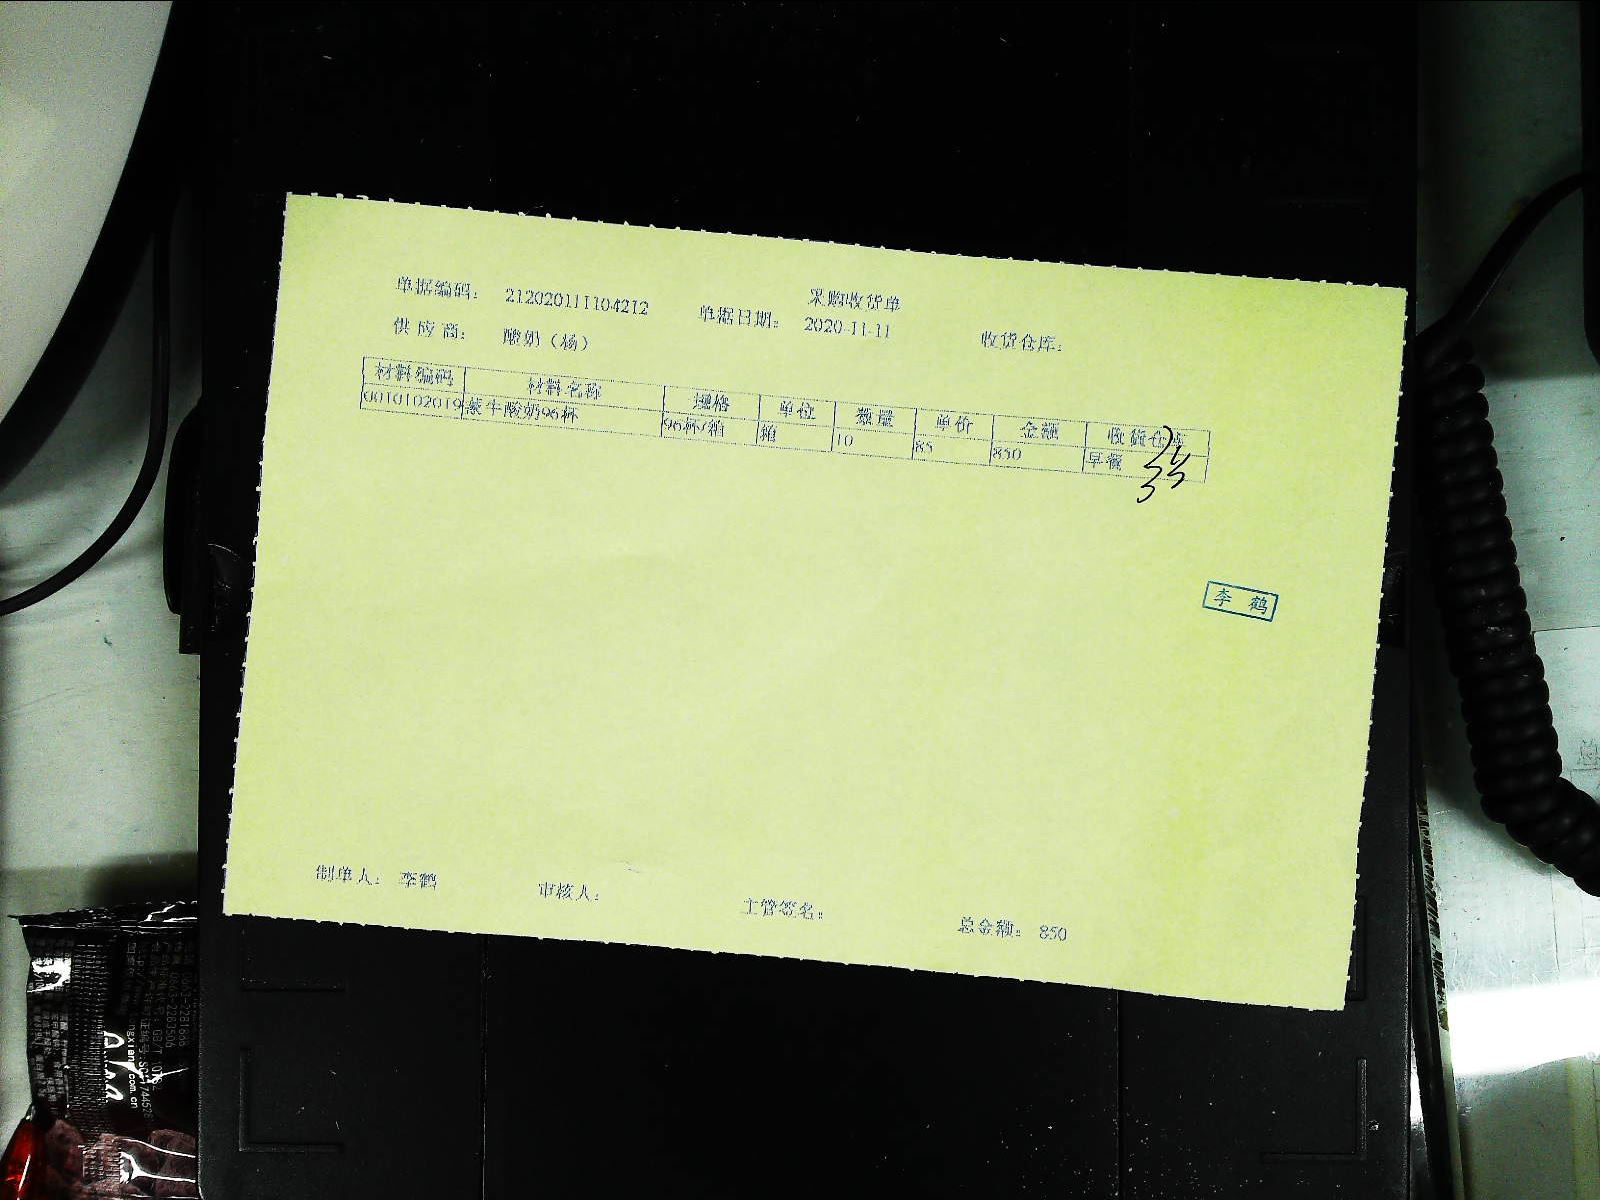 采购收货单
单据编码： 212020111104212 单据日期： 2020-11-11 收货仓库：
供 应 商： 酸奶（杨）
材料编码 材料名称 规格 单位 数量 单价 金额 收货仓库
0010102019 蒙牛酸奶96杯 96杯/箱 箱 10 85 850 早餐
李 鹤
制单人： 李鹤 审核人： 主管签名： 总金额： 850